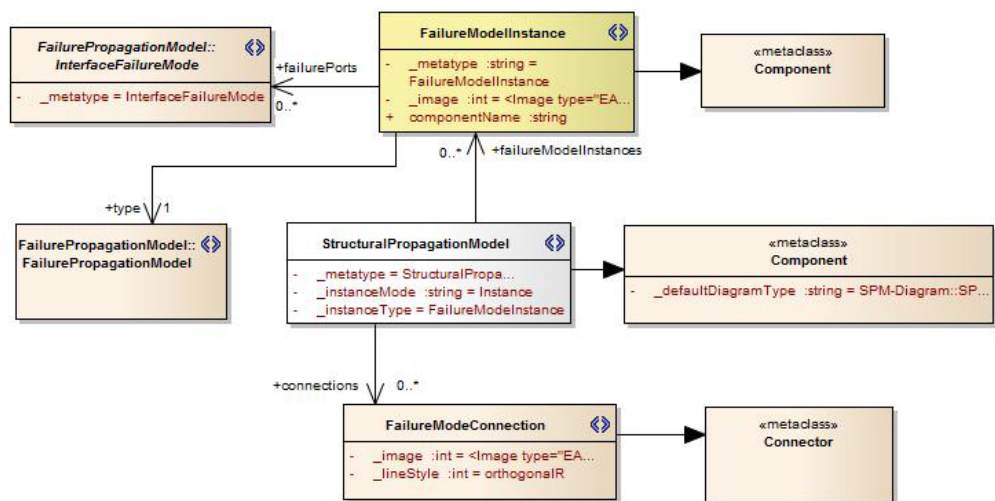 FailurePropagationModel::
InterfaceFailureMode
- _metatype = InterfaceFailureMode
+failurePorts
0..*
FailureModelInstance
- _metatype :string =
FailureModelInstance
- _image :int = <Image type="EA...
+ componentName :string
«metaclass»
Component
0..*
+failureModelInstances
+type
1
FailurePropagationModel::
FailurePropagationModel
StructuralPropagationModel
- _metatype = StructuralPropa...
- _instanceMode :string = Instance
- _instanceType = FailureModelInstance
«metaclass»
Component
- _defaultDiagramType :string = SPM-Diagram::SP...
+connections
0..*
FailureModeConnection
- _image :int = <Image type="EA...
- _lineStyle :int = orthogonalR
«metaclass»
Connector